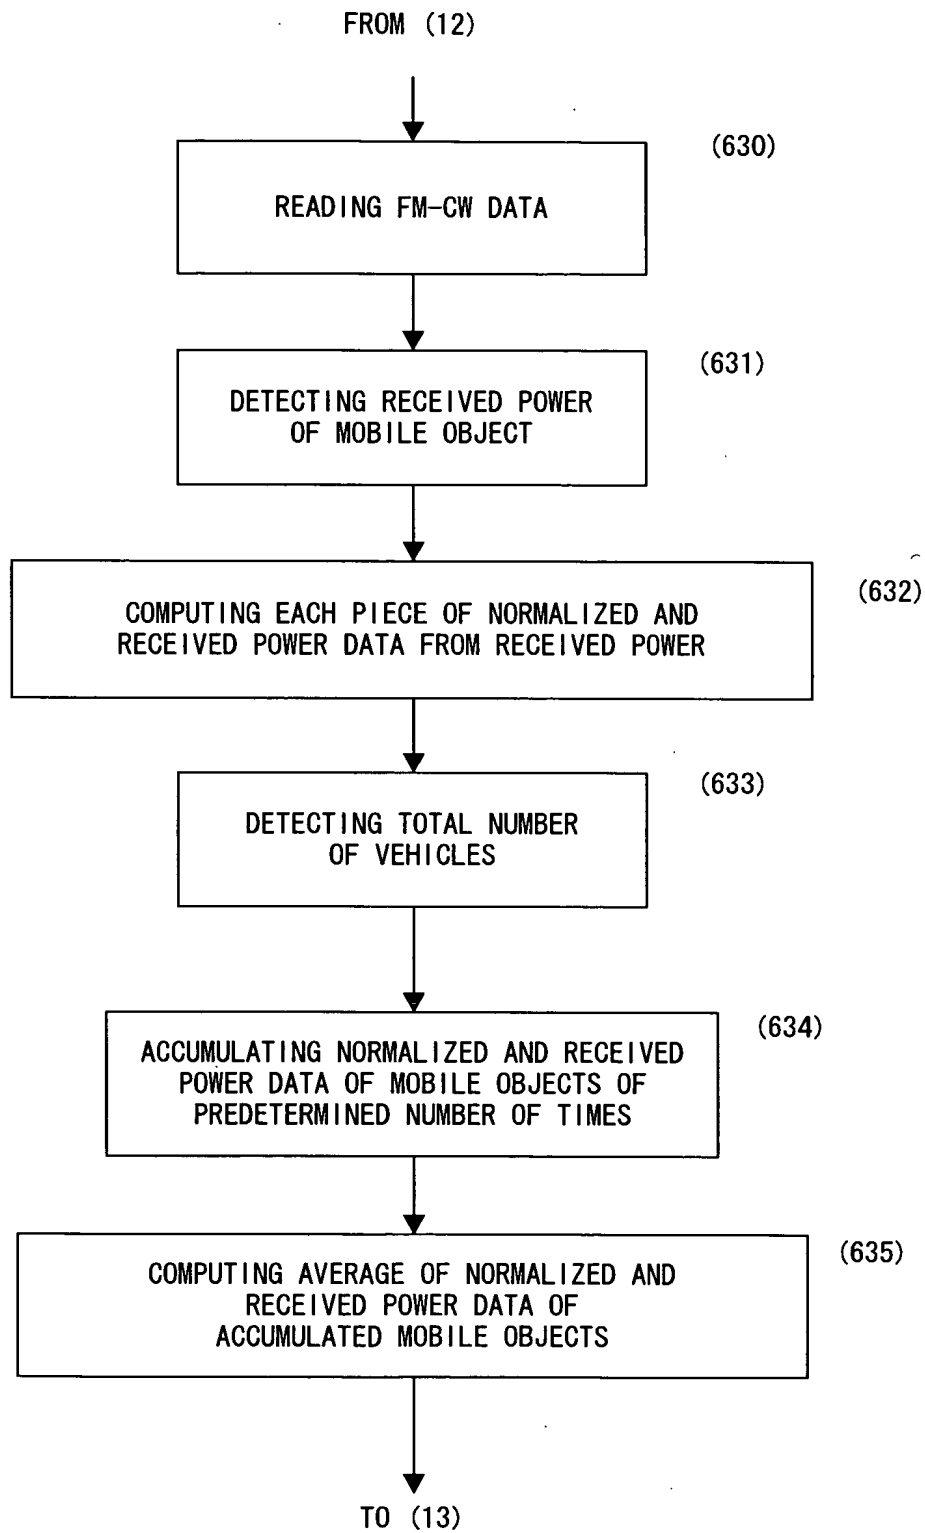 FROM (12)
(630)
READING FM-CW DATA
(631)
DETECTING RECEIVED POWER
OF MOBILE OBJECT
(632)
COMPUTING EACH PIECE OF NORMALIZED AND
RECEIVED POWER DATA FROM RECEIVED POWER
(633)
DETECTING TOTAL NUMBER
OF VEHICLES
(634)
ACCUMULATING NORMALIZED AND RECEIVED
POWER DATA OF MOBILE OBJECTS OF
PREDETERMINED NUMBER OF TIMES
(635)
COMPUTING AVERAGE OF NORMALIZED AND
RECEIVED POWER DATA OF
ACCUMULATED MOBILE OBJECTS
TO (13)